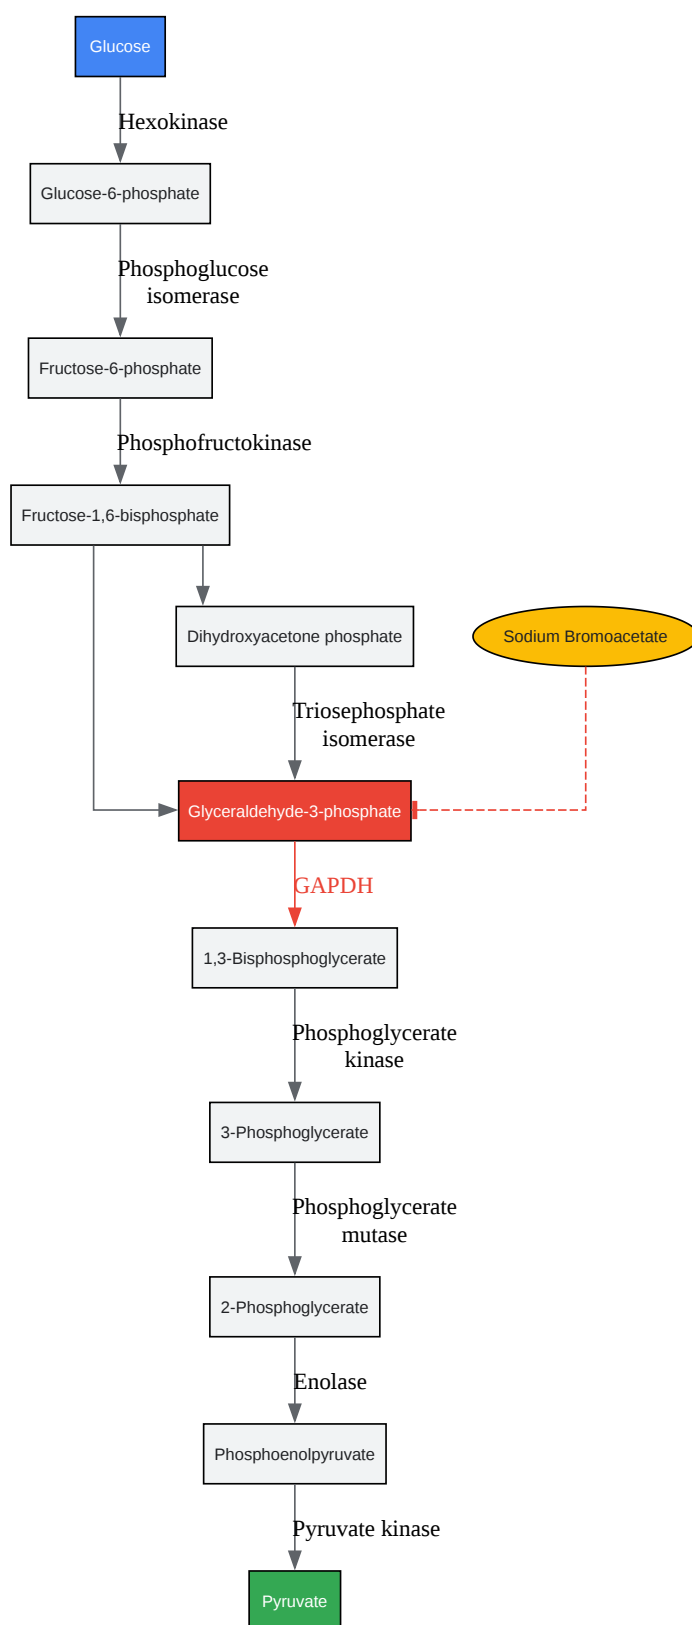 Glucose
Hexokinase
Glucose-6-phosphate
Phosphoglucose
isomerase
Fructose-6-phosphate
Phosphofructokinase
Fructose-1,6-bisphosphate
Dihydroxyacetone phosphate
Sodium Bromoacetate
Triosephosphate
isomerase
Glyceraldehyde-3-phosphate
GAPDH
1,3-Bisphosphoglycerate
Phosphoglycerate
kinase
3-Phosphoglycerate
Phosphoglycerate
mutase
2-Phosphoglycerate
Enolase
Phosphoenolpyruvate
Pyruvate kinase
Pyruvate